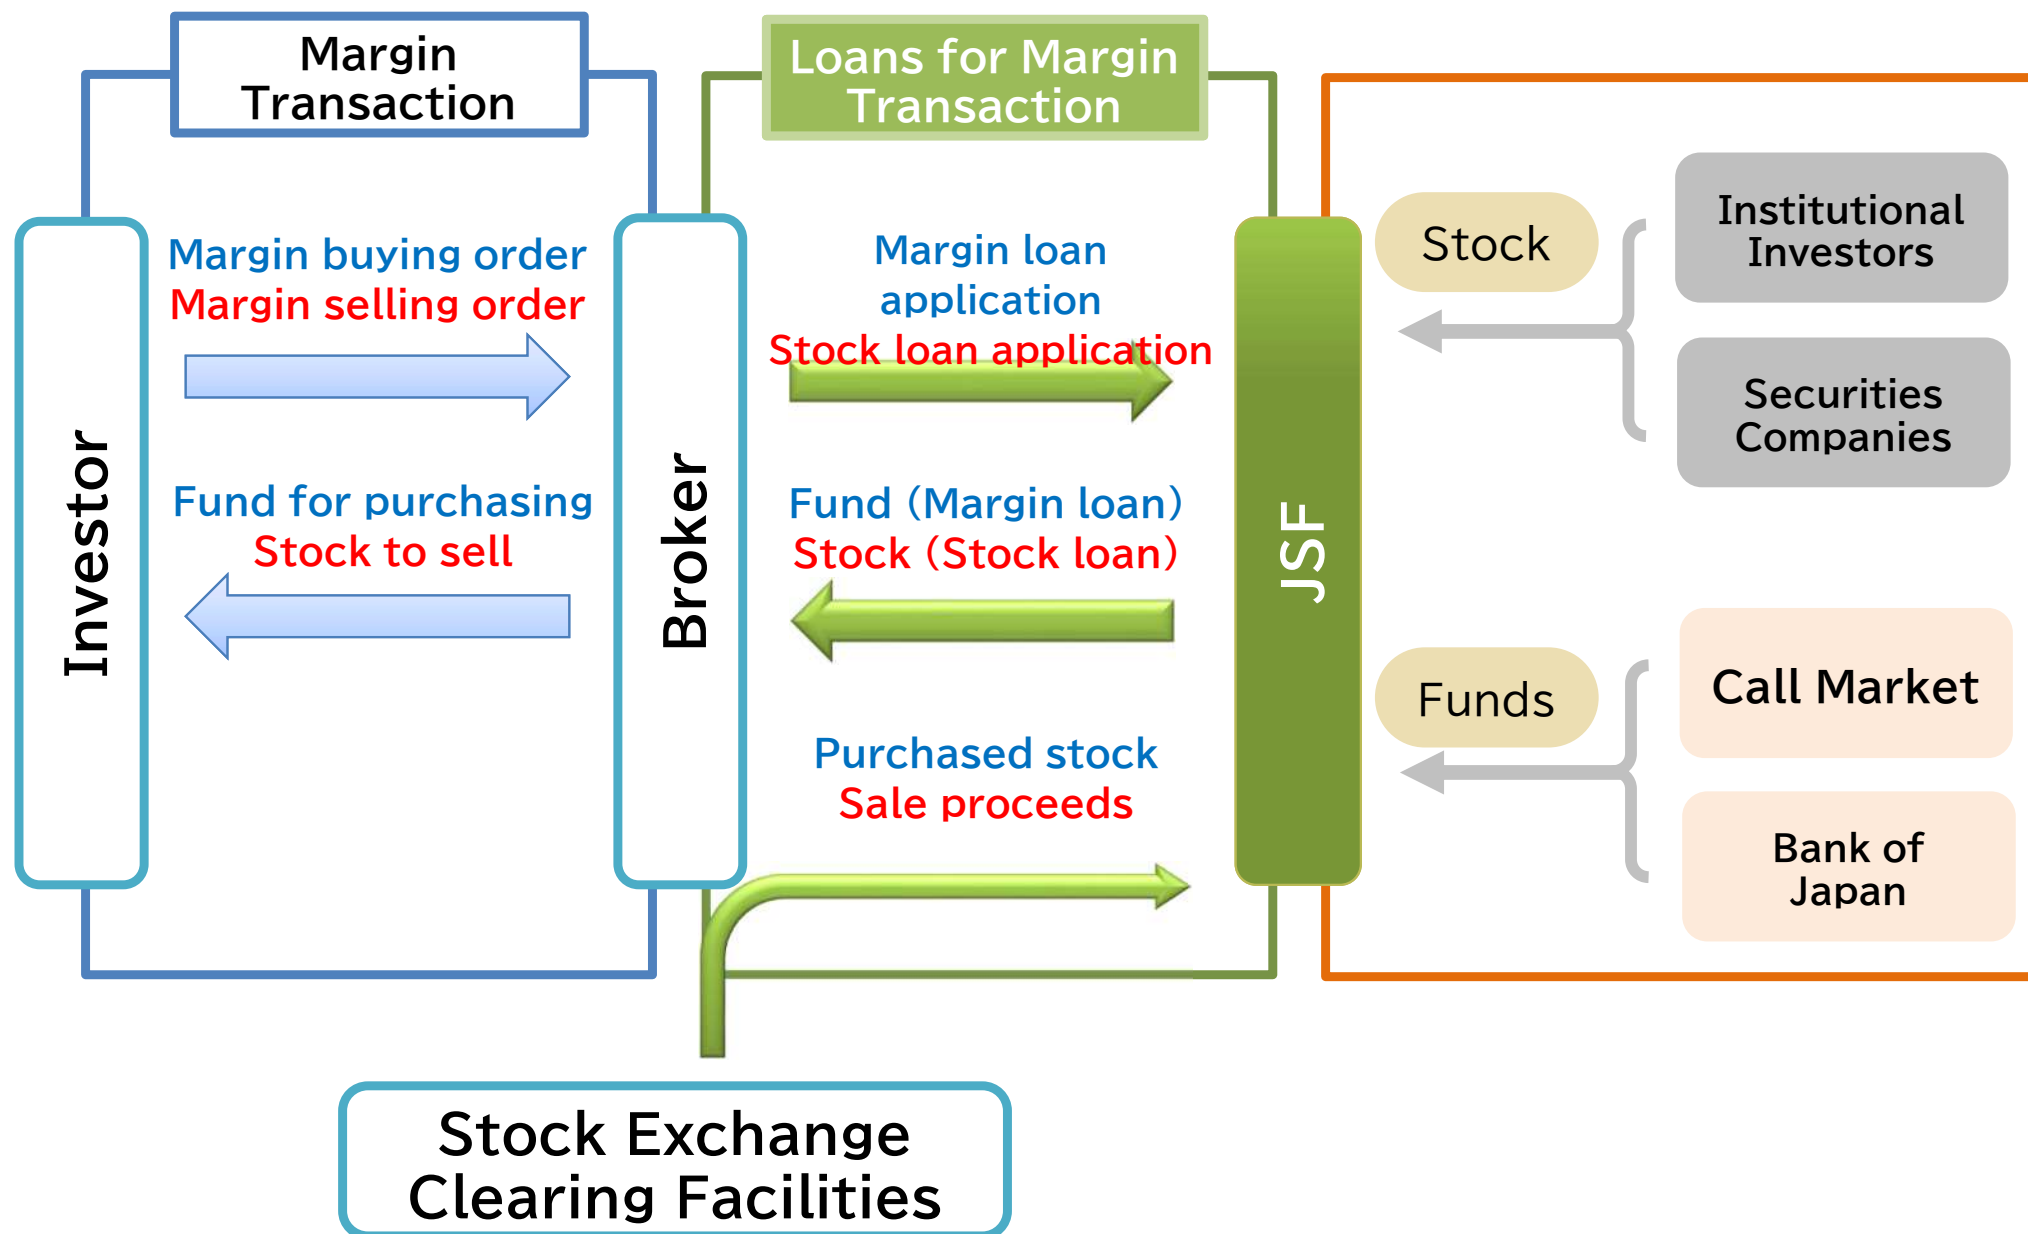 Margin
Transaction
Loans for Margin
Transaction
Investor
Margin buying order
Margin selling order
Fund for purchasing
Stock to sell
Broker
Margin loan
application
Stock loan application
Fund (Margin loan)
Stock (Stock loan)
Purchased stock
Sale proceeds
JSF
Stock
Institutional
Investors
Securities
Companies
Funds
Call Market
Bank of
Japan
Stock Exchange
Clearing Facilities